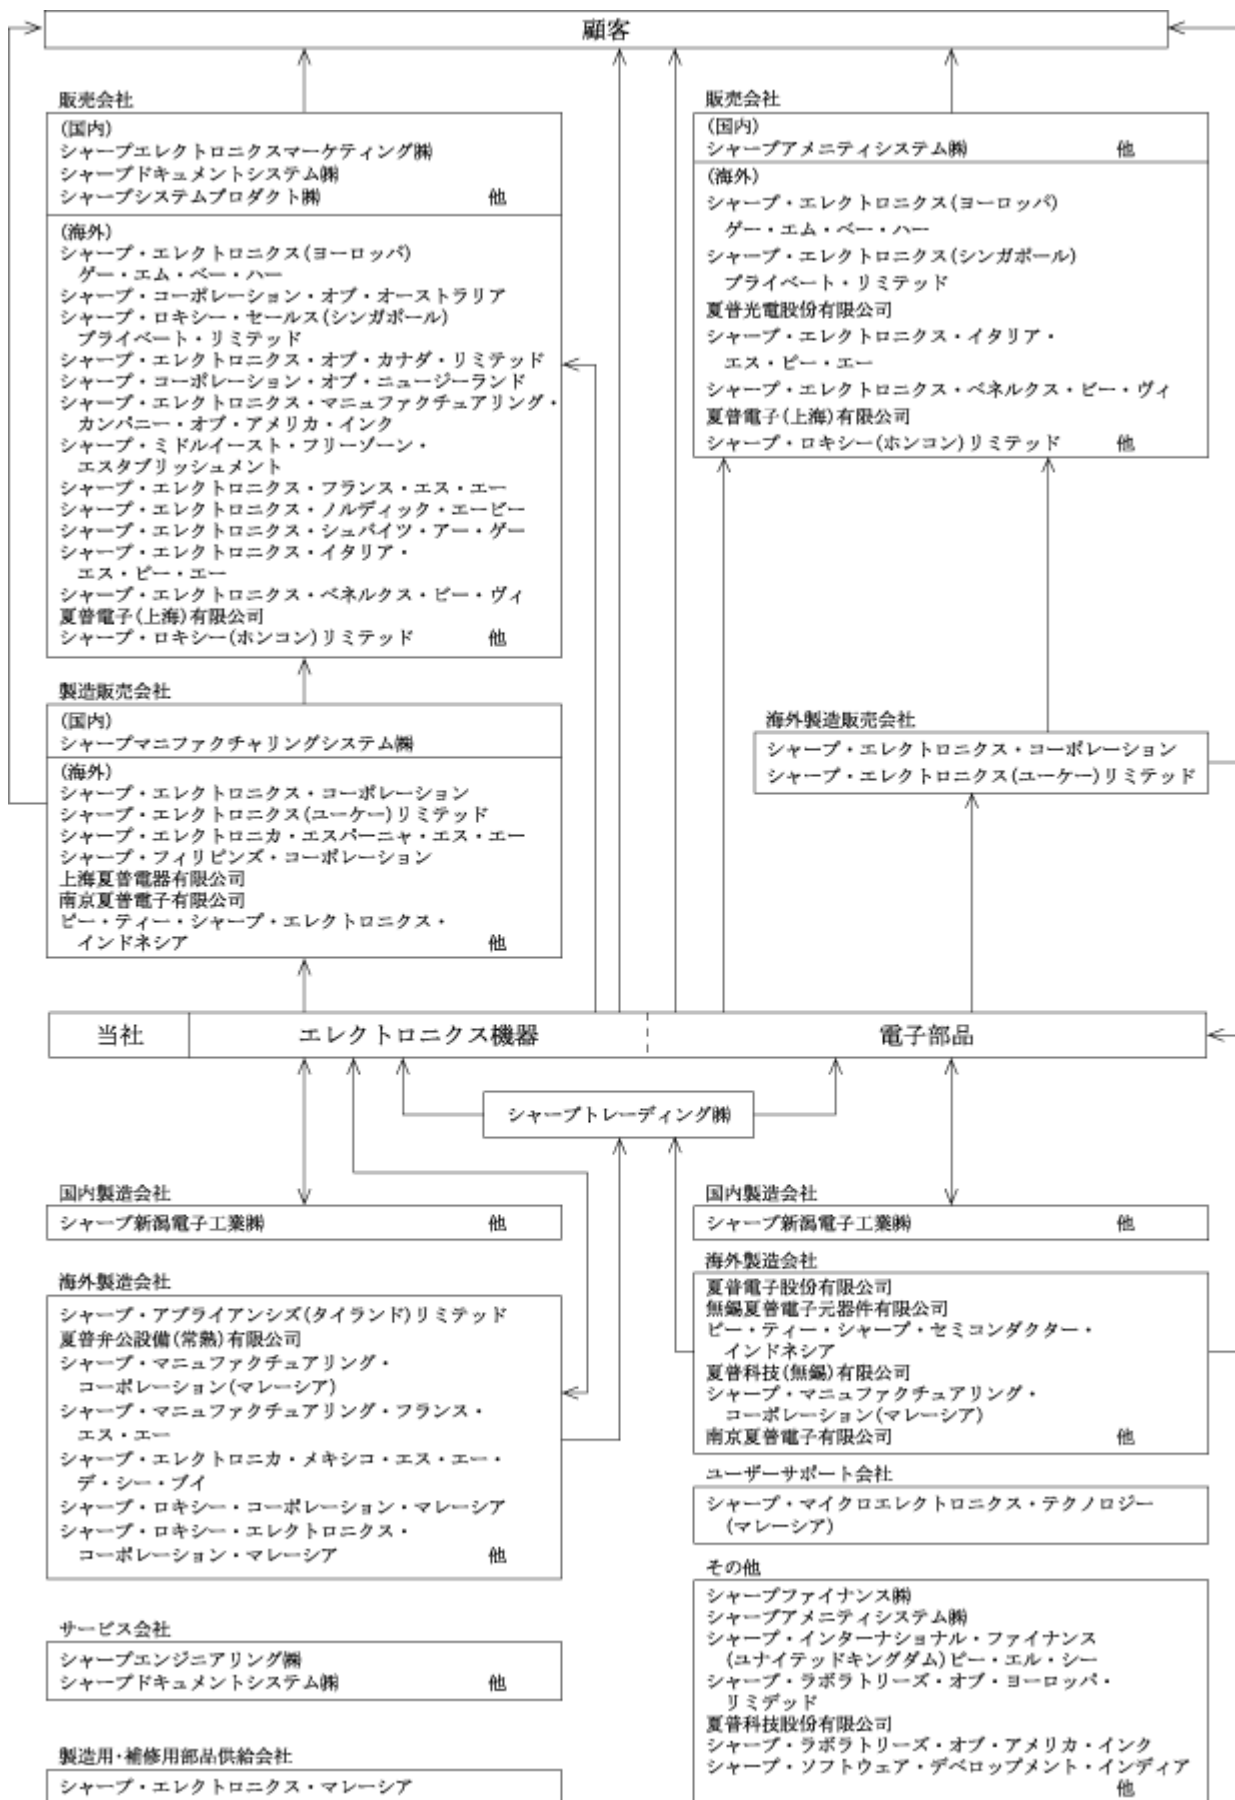 顧客
販売会社
(国内)
シャープエレクトロニクスマーケティング㈱
シャープドキュメントシステム㈱
シャープシステムプロダクト㈱ 他
(海外)
シャープ・エレクトロニクス(ヨーロッパ)
ゲー・エム・ベー・ハー
シャープ・コーポレーション・オブ・オーストラリア
シャープ・ロキシー・セールス(シンガポール)
プライベート・リミテッド
シャープ・エレクトロニクス・オブ・カナダ・リミテッド
シャープ・コーポレーション・オブ・ニュージーランド
シャープ・エレクトロニクス・マニュファクチュアリング・
カンパニー・オブ・アメリカ・インク
シャープ・ミドルイースト・フリーゾーン・
エスタブリッシュメント
シャープ・エレクトロニクス・フランス・エス・エー
シャープ・エレクトロニクス・ノルディック・エービー
シャープ・エレクトロニクス・シュバイツ・アー・ゲー
シャープ・エレクトロニクス・イタリア・
エス・ピー・エー
シャープ・エレクトロニクス・ベネルクス・ビー・ヴィ
夏普電子(上海)有限公司
シャープ・ロキシー(ホンコン)リミテッド 他
販売会社
(国内)
シャープアメニティシステム㈱ 他
(海外)
シャープ・エレクトロニクス(ヨーロッパ)
ゲー・エム・ベー・ハー
シャープ・エレクトロニクス(シンガポール)
プライベート・リミテッド
夏普光電股份有限公司
シャープ・エレクトロニクス・イタリア・
エス・ピー・エー
シャープ・エレクトロニクス・ベネルクス・ビー・ヴィ
夏普電子(上海)有限公司
シャープ・ロキシー(ホンコン)リミテッド 他
製造販売会社
(国内)
シャープマニファクチャリングシステム㈱
(海外)
シャープ・エレクトロニクス・コーポレーション
シャープ・エレクトロニクス(ユーケー)リミテッド
シャープ・エレクトロニカ・エスパーニャ・エス・エー
シャープ・フィリピンズ・コーポレーション
上海夏普電器有限公司
南京夏普電子有限公司
ピー・ティー・シャープ・エレクトロニクス・
インドネシア 他
海外製造販売会社
シャープ・エレクトロニクス・コーポレーション
シャープ・エレクトロニクス(ユーケー)リミテッド
当社 エレクトロニクス機器 電子部品
シャープトレーディング㈱
国内製造会社
シャープ新潟電子工業㈱ 他
海外製造会社
シャープ・アプライアンシズ(タイランド)リミテッド
夏普弁公設備(常熟)有限公司
シャープ・マニュファクチュアリング・
コーポレーション(マレーシア)
シャープ・マニュファクチュアリング・フランス・
エス・エー
シャープ・エレクトロニカ・メキシコ・エス・エー・
デ・シー・ブイ
シャープ・ロキシー・コーポレーション・マレーシア
シャープ・ロキシー・エレクトロニクス・
コーポレーション・マレーシア 他
サービス会社
シャープエンジニアリング㈱
シャープドキュメントシステム㈱ 他
製造用・補修用部品供給会社
シャープ・エレクトロニクス・マレーシア
国内製造会社
シャープ新潟電子工業㈱ 他
海外製造会社
夏普電子股份有限公司
無錫夏普電子元器件有限公司
ピー・ティー・シャープ・セミコンダクター・
インドネシア
夏普科技(無錫)有限公司
シャープ・マニュファクチュアリング・
コーポレーション(マレーシア)
南京夏普電子有限公司 他
ユーザーサポート会社
シャープ・マイクロエレクトロニクス・テクノロジー
(マレーシア)
その他
シャープファイナンス㈱
シャープアメニティシステム㈱
シャープ・インターナショナル・ファイナンス
(ユナイテッドキングダム)ピー・エル・シー
シャープ・ラボラトリーズ・オブ・ヨーロッパ・
リミデッド
夏普科技股份有限公司
シャープ・ラボラトリーズ・オブ・アメリカ・インク
シャープ・ソフトウェア・デベロップメント・インディア
他